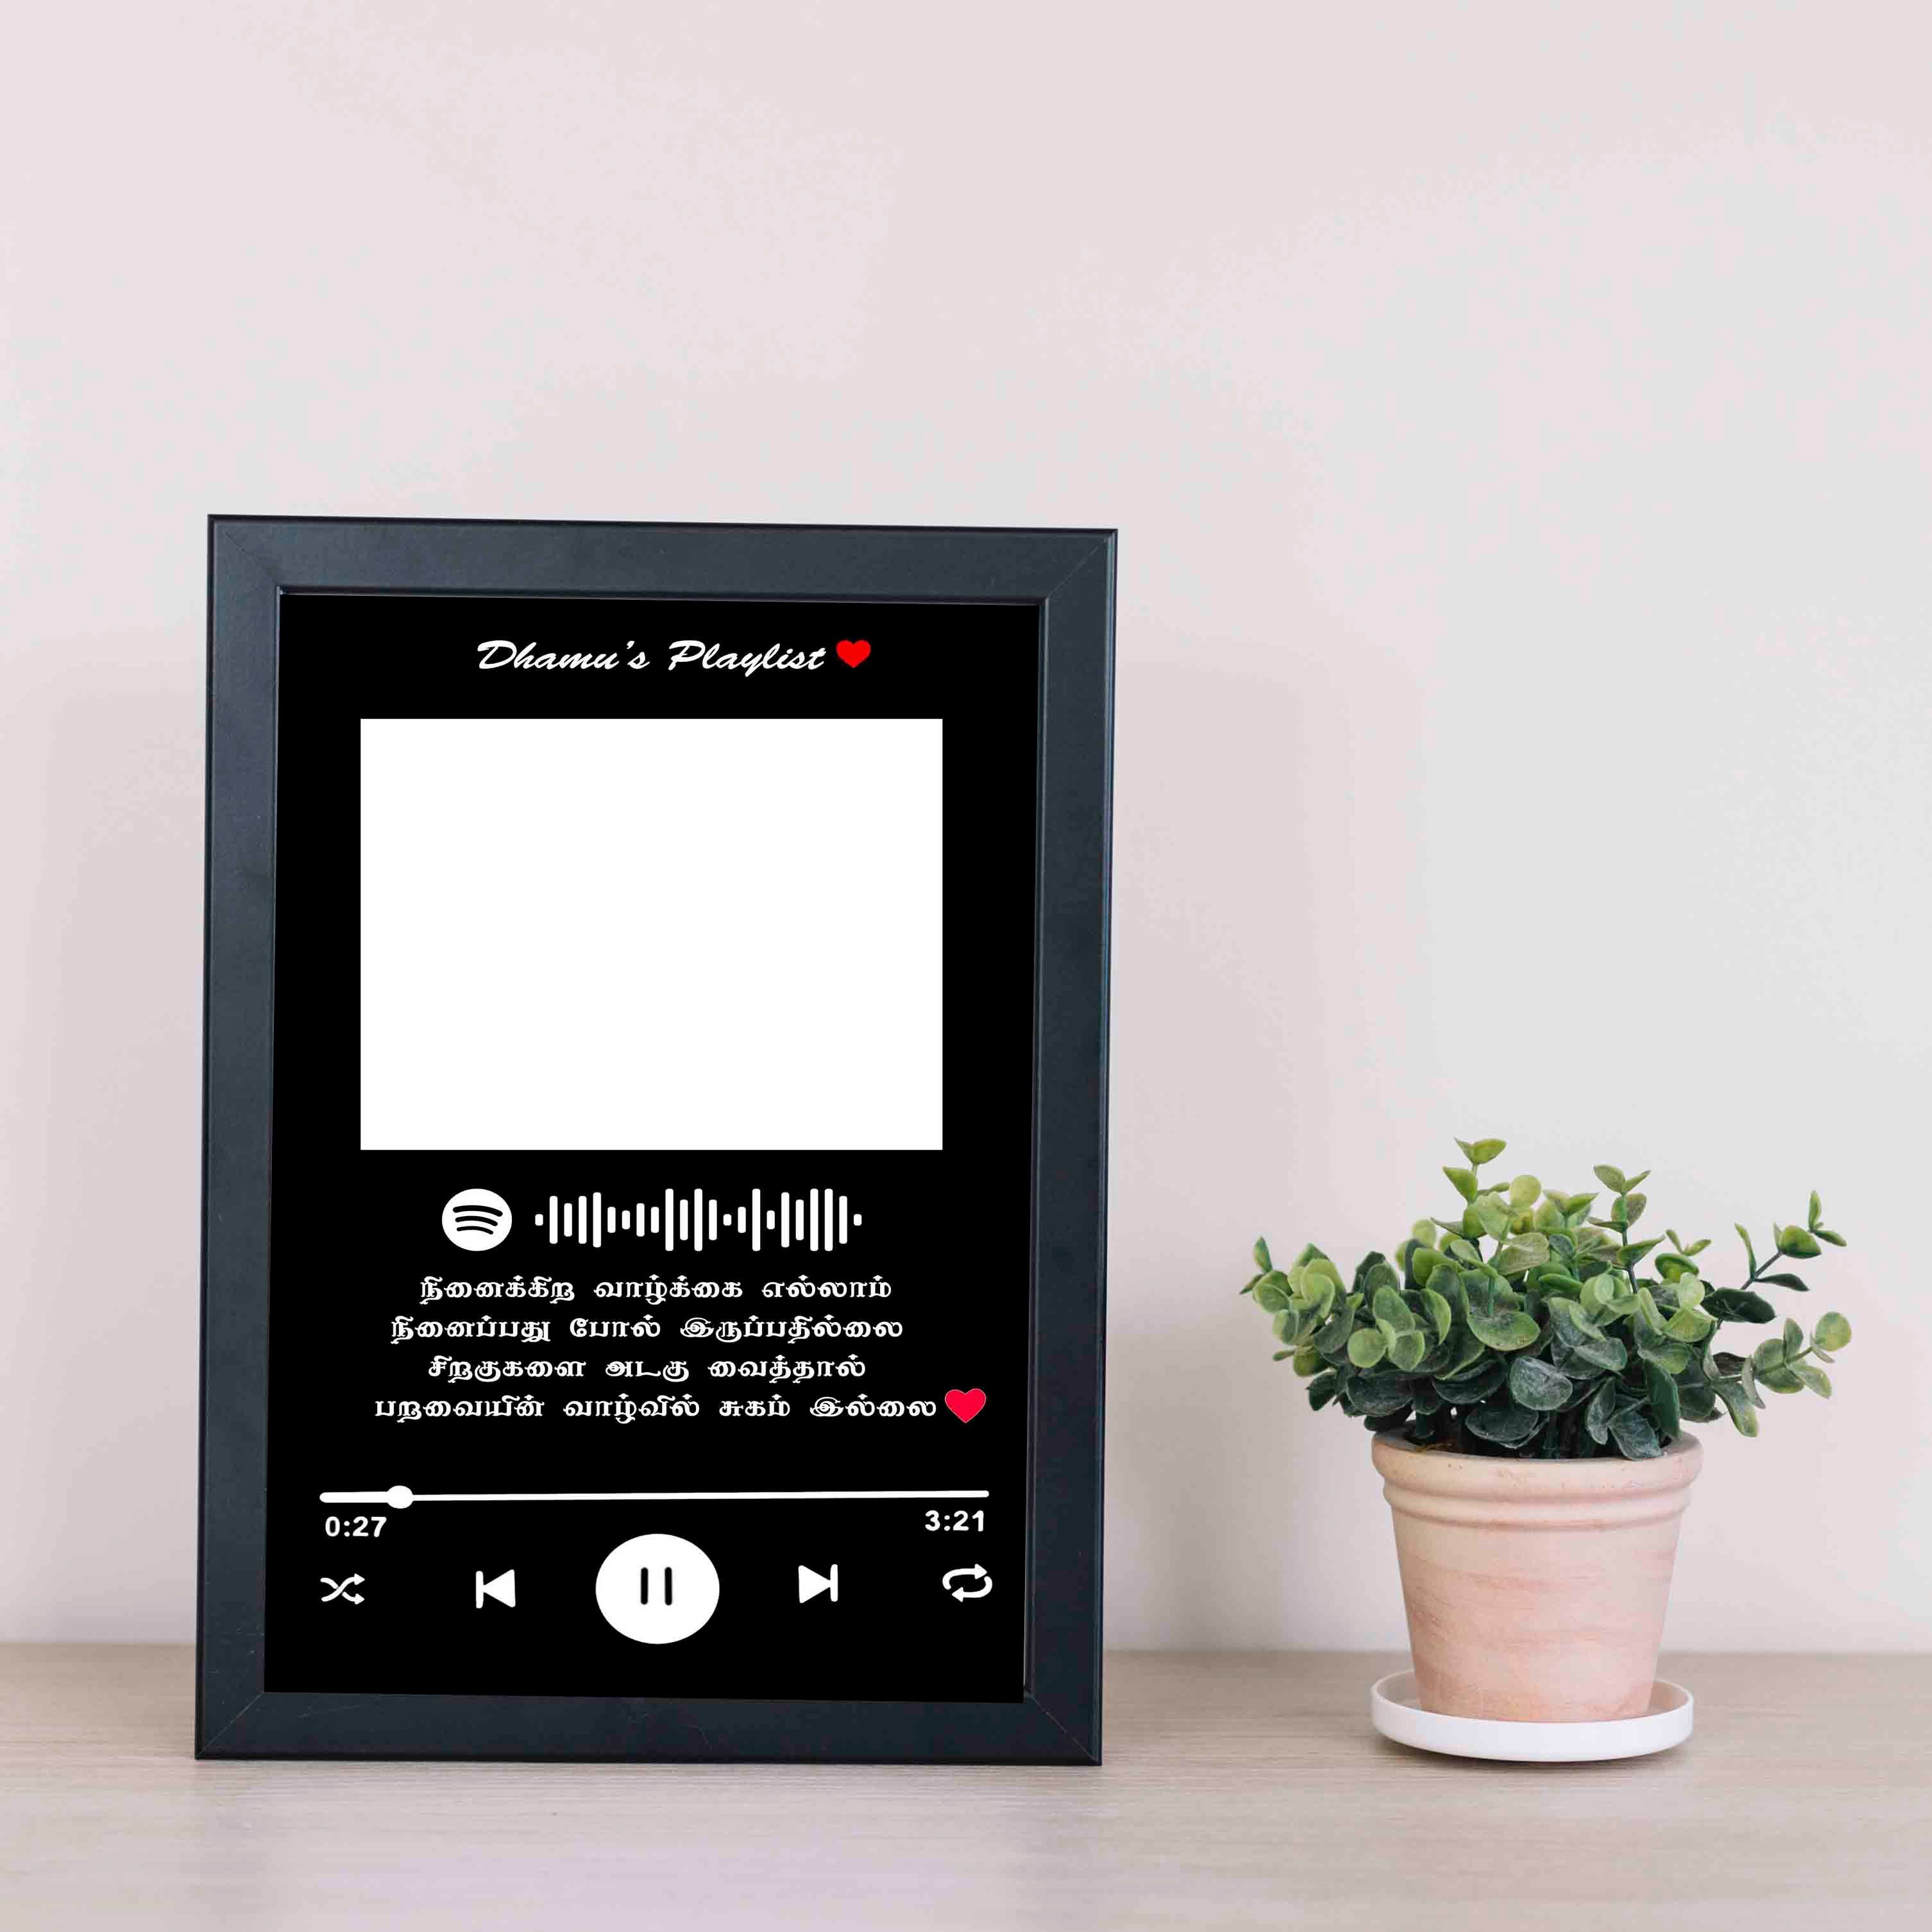 Dhamu's Playlist
நினைக்கிற வாழ்க்கை எல்லாம்
நினைப்பது போல் இருப்பதில்லை
சிறகுகளை அடகு வைத்தால்
பறவையின் வாழ்வில் சுகம் இல்லை
0:27 3:21